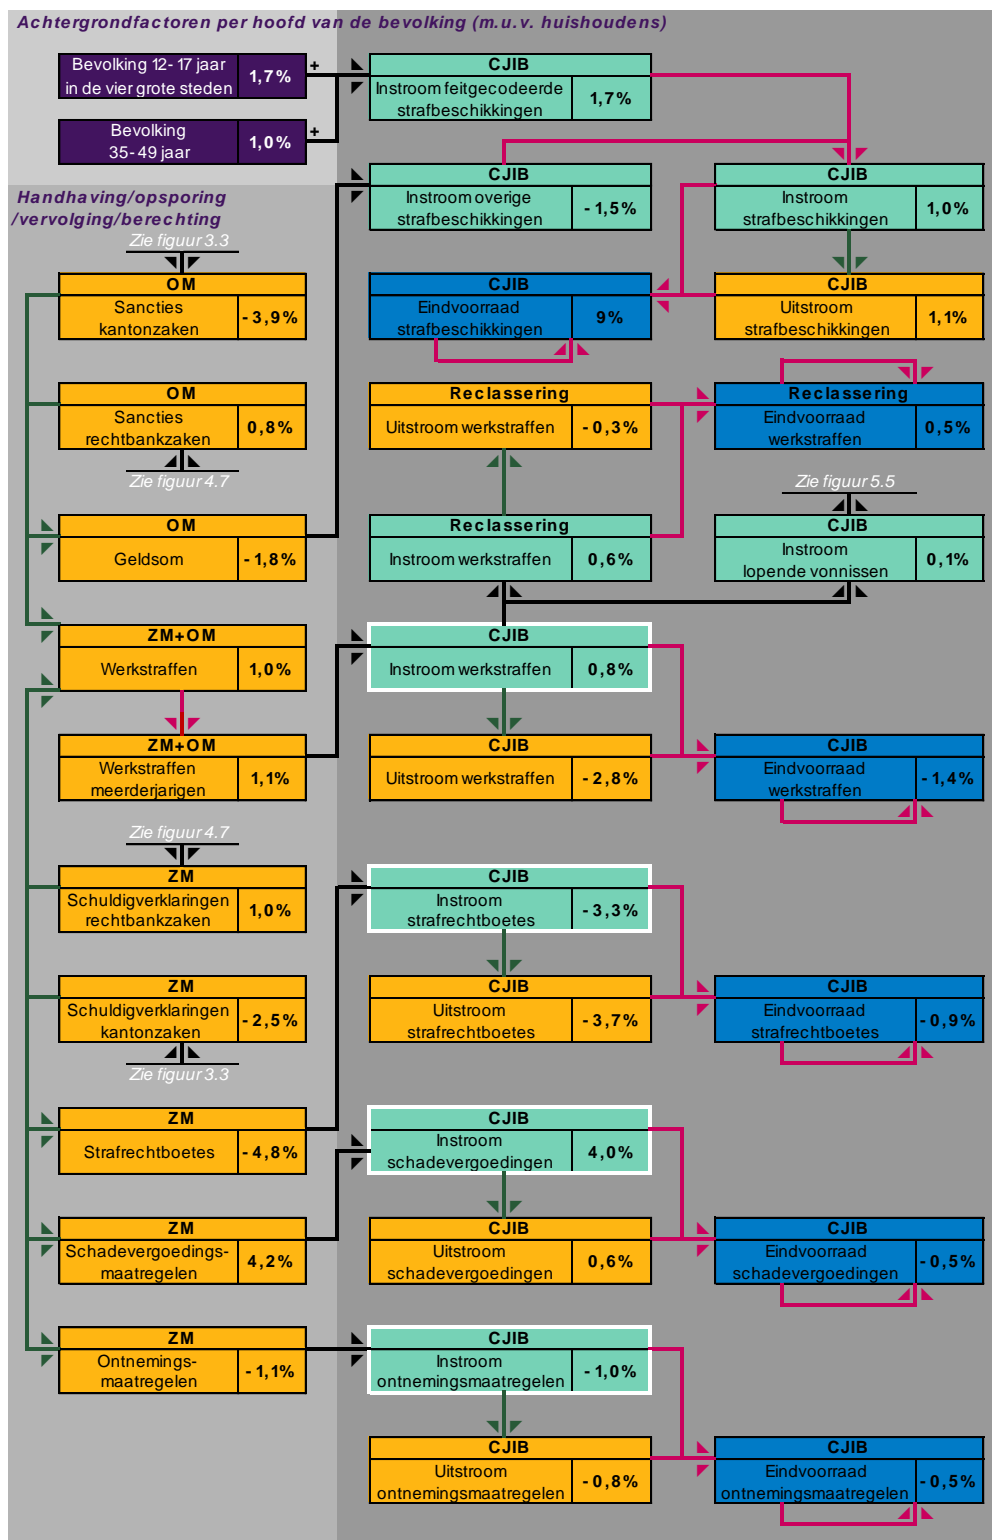 Achtergrondfactoren per hoofd van de bevolking (m.u.v. huishoudens)
Bevolking 12-17 jaar
in de vier grote steden
1,7%
+
CJIB
Instroom feitgecodeerde
strafbeschikkingen
1,7%
Bevolking
35-49 jaar
1,0%
+
Handhaving/opsporing
/vervolging/berechting
CJIB
Instroom overige
strafbeschikkingen
-1,5%
CJIB
Instroom
strafbeschikkingen
1,0%
Zie figuur 3.3
OM
Sancties
kantonzaken
-3,9%
CJIB
Eindvoorraad
strafbeschikkingen
9%
CJIB
Uitstroom
strafbeschikkingen
1,1%
OM
Sancties
rechtbankzaken
0,8%
Zie figuur 4.7
Reclassering
Uitstroom werkstraffen
-0,3%
Reclassering
Eindvoorraad
werkstraffen
0,5%
Zie figuur 5.5
OM
Geldsom
-1,8%
Reclassering
Instroom werkstraffen
0,6%
CJIB
Instroom
lopende vonnissen
0,1%
ZM+OM
Werkstraffen
1,0%
CJIB
Instroom werkstraffen
0,8%
ZM+OM
Werkstraffen
meerderjarigen
1,1%
CJIB
Uitstroom werkstraffen
-2,8%
CJIB
Eindvoorraad
werkstraffen
-1,4%
Zie figuur 4.7
ZM
Schuldigverklaringen
rechtbankzaken
1,0%
CJIB
Instroom
strafrechtboetes
-3,3%
ZM
Schuldigverklaringen
kantonzaken
-2,5%
Zie figuur 3.3
CJIB
Uitstroom
strafrechtboetes
-3,7%
CJIB
Eindvoorraad
strafrechtboetes
-0,9%
ZM
Strafrechtboetes
-4,8%
CJIB
Instroom
schadevergoedingen
4,0%
ZM
Schadevergoedings-
maatregelen
4,2%
CJIB
Uitstroom
schadevergoedingen
0,6%
CJIB
Eindvoorraad
schadevergoedingen
-0,5%
ZM
Ontnemings-
maatregelen
-1,1%
CJIB
Instroom
ontnemingsmaatregelen
-1,0%
CJIB
Uitstroom
ontnemingsmaatregelen
-0,8%
CJIB
Eindvoorraad
ontnemingsmaatregelen
-0,5%